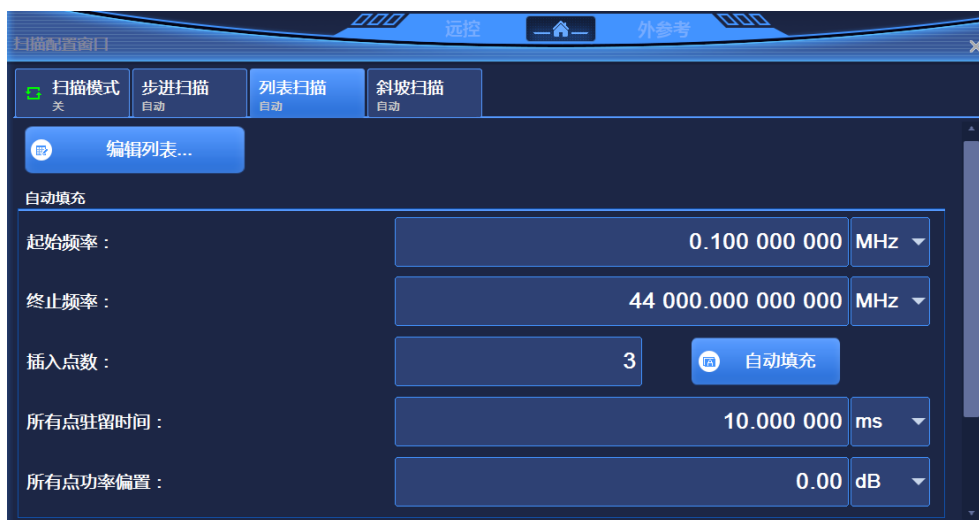 远控 外参考
扫描配置窗口
扫描模式 步进扫描 列表扫描 斜坡扫描
关 自动 自动 自动
编辑列表...
自动填充
起始频率： 0.100 000 000 MHz
终止频率： 44 000.000 000 000 MHz
插入点数： 3 自动填充
所有点驻留时间： 10.000 000 ms
所有点功率偏置： 0.00 dB